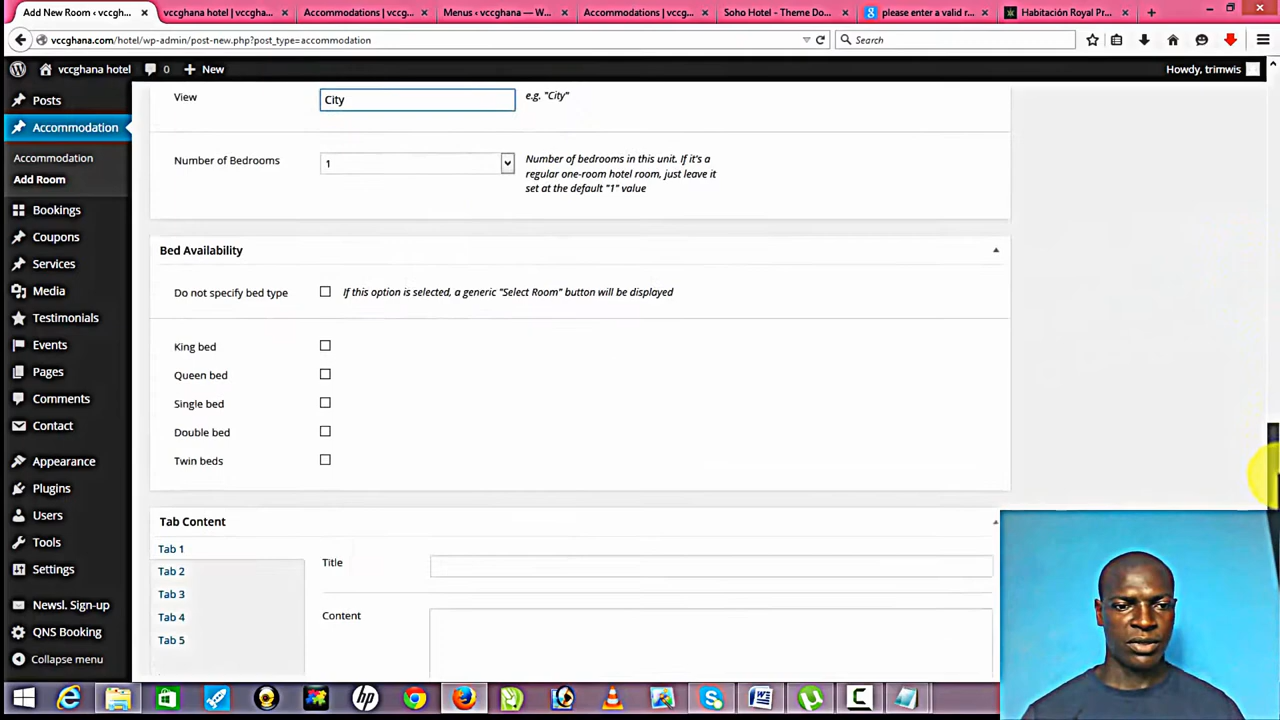 Add New Room ‹ vccgh...
vccghana hotel | vccgha...
Accommodations | vccg...
Menus ‹ vccghana — W...
Accommodations | vccg...
Soho Hotel - Theme Do...
please enter a valid r...
Habitación Royal Pr...
vccghana.com/hotel/wp-admin/post-new.php?post_type=accommodation
Search
vccghana hotel
0
New
Howdy, trimwis
Posts
Accommodation
Accommodation
Add Room
Bookings
Coupons
Services
Media
Testimonials
Events
Pages
Comments
Contact
Appearance
Plugins
Users
Tools
Settings
Newsl. Sign-up
QNS Booking
Collapse menu
View
City
e.g. "City"
Number of Bedrooms
1
Number of bedrooms in this unit. If it's a
regular one-room hotel room, just leave it
set at the default "1" value
Bed Availability
Do not specify bed type
If this option is selected, a generic "Select Room" button will be displayed
King bed
Queen bed
Single bed
Double bed
Twin beds
Tab Content
Tab 1
Tab 2
Tab 3
Tab 4
Tab 5
Title
Content